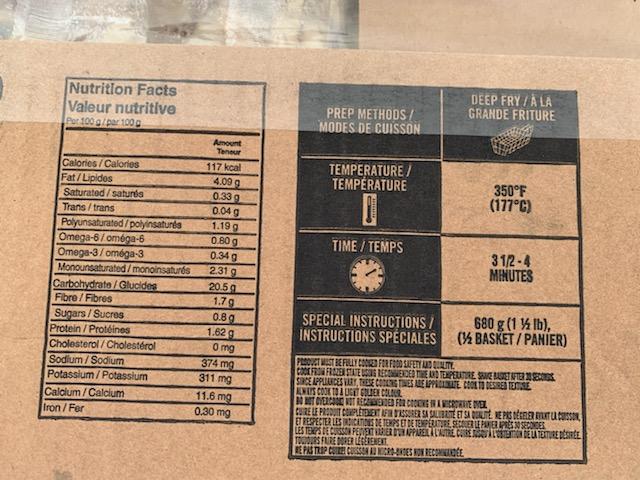 Nutrition Facts
Valeur nutritive
Per 100 g / par 100 g
Amount
Teneur
Calories / Calories 117 kcal
Fat / Lipides 4.09 g
Saturated / saturés 0.33 g
Trans / trans 0.04 g
Polyunsaturated / polyinsaturés 1.19 g
Omega-6 / oméga-6 0.80 g
Omega-3 / oméga-3 0.34 g
Monounsaturated / monoinsaturés 2.31 g
Carbohydrate / Glucides 20.5 g
Fibre / Fibres 1.7 g
Sugars / Sucres 0.8 g
Protein / Protéines 1.62 g
Cholesterol / Cholestérol 0 mg
Sodium / Sodium 374 mg
Potassium / Potassium 311 mg
Calcium / Calcium 11.6 mg
Iron / Fer 0.30 mg
PREP METHODS /
MODES DE CUISSON
DEEP FRY / À LA
GRANDE FRITURE
TEMPERATURE /
TEMPÉRATURE
350°F
(177°C)
TIME / TEMPS
3 1/2 - 4
MINUTES
SPECIAL INSTRUCTIONS /
INSTRUCTIONS SPÉCIALES
680 g (1 ½ lb),
(½ BASKET / PANIER)
PRODUCT MUST BE FULLY COOKED FOR FOOD SAFETY AND QUALITY.
COOK FROM FROZEN STATE USING RECOMMENDED TIME AND TEMPERATURE. SHAKE BASKET AFTER 30 SECONDS.
SINCE APPLIANCES VARY, THESE COOKING TIMES ARE APPROXIMATE. COOK TO DESIRED TEXTURE.
ALWAYS COOK TO A LIGHT GOLDEN COLOUR.
DO NOT OVERCOOK! NOT RECOMMENDED FOR COOKING IN A MICROWAVE OVEN.
CUIRE LE PRODUIT COMPLÈTEMENT AFIN D'ASSURER SA SALUBRITÉ ET SA QUALITÉ. NE PAS DÉGELER AVANT LA CUISSON,
ET RESPECTER LES INDICATIONS DE TEMPS ET DE TEMPÉRATURE, SECOUER LE PANIER APRÈS 30 SECONDES.
LES TEMPS DE CUISSON PEUVENT VARIER D'UN APPAREIL À L'AUTRE. CUIRE JUSQU'À L'OBTENTION DE LA TEXTURE DÉSIRÉE.
TOUJOURS FAIRE DORER LÉGÈREMENT.
NE PAS TROP CUIRE! CUISSON AU MICRO-ONDES NON RECOMMANDÉE.